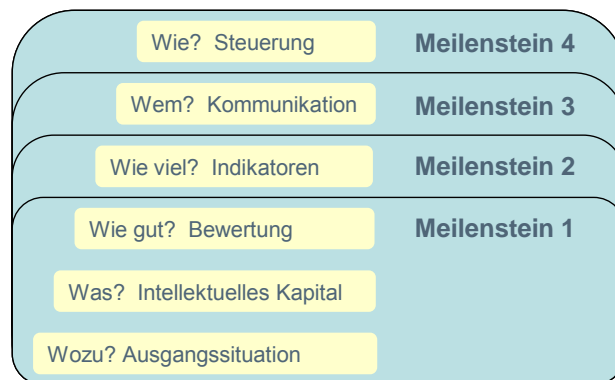 Wie? Steuerung Meilenstein 4
Wem? Kommunikation Meilenstein 3
Wie viel? Indikatoren Meilenstein 2
Wie gut? Bewertung Meilenstein 1
Was? Intellektuelles Kapital
Wozu? Ausgangssituation